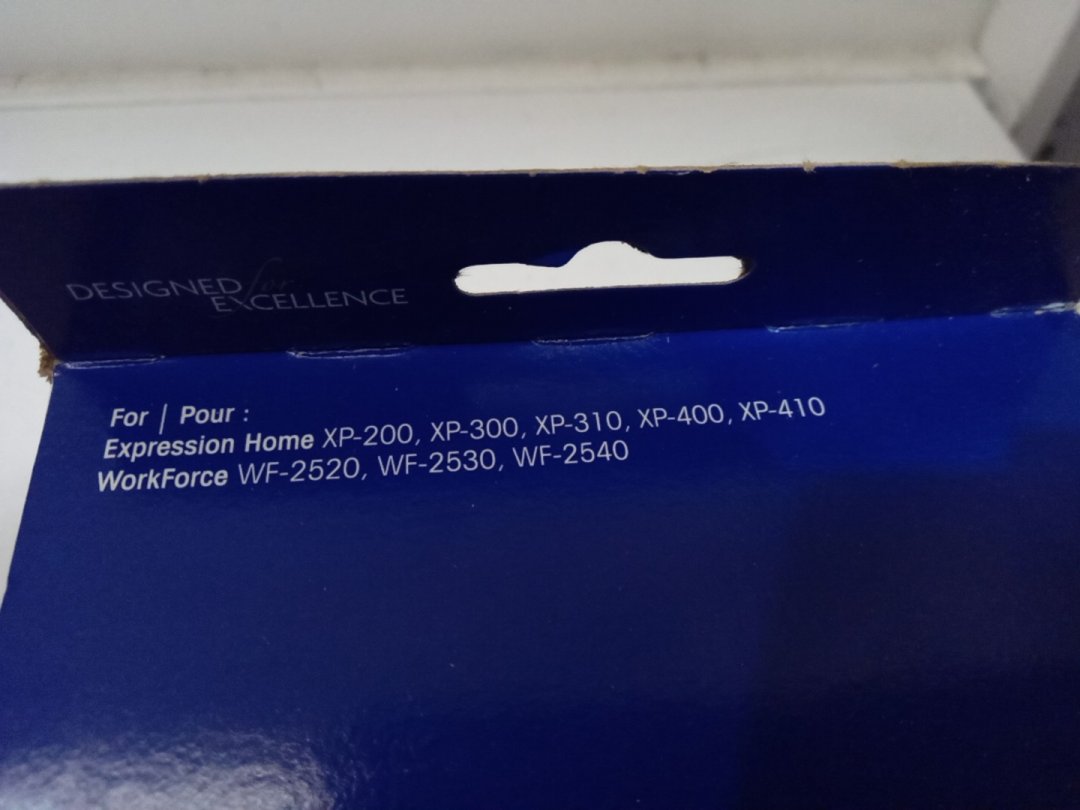 DESIGNED for
EXCELLENCE
For | Pour :
Expression Home XP-200, XP-300, XP-310, XP-400, XP-410
WorkForce WF-2520, WF-2530, WF-2540